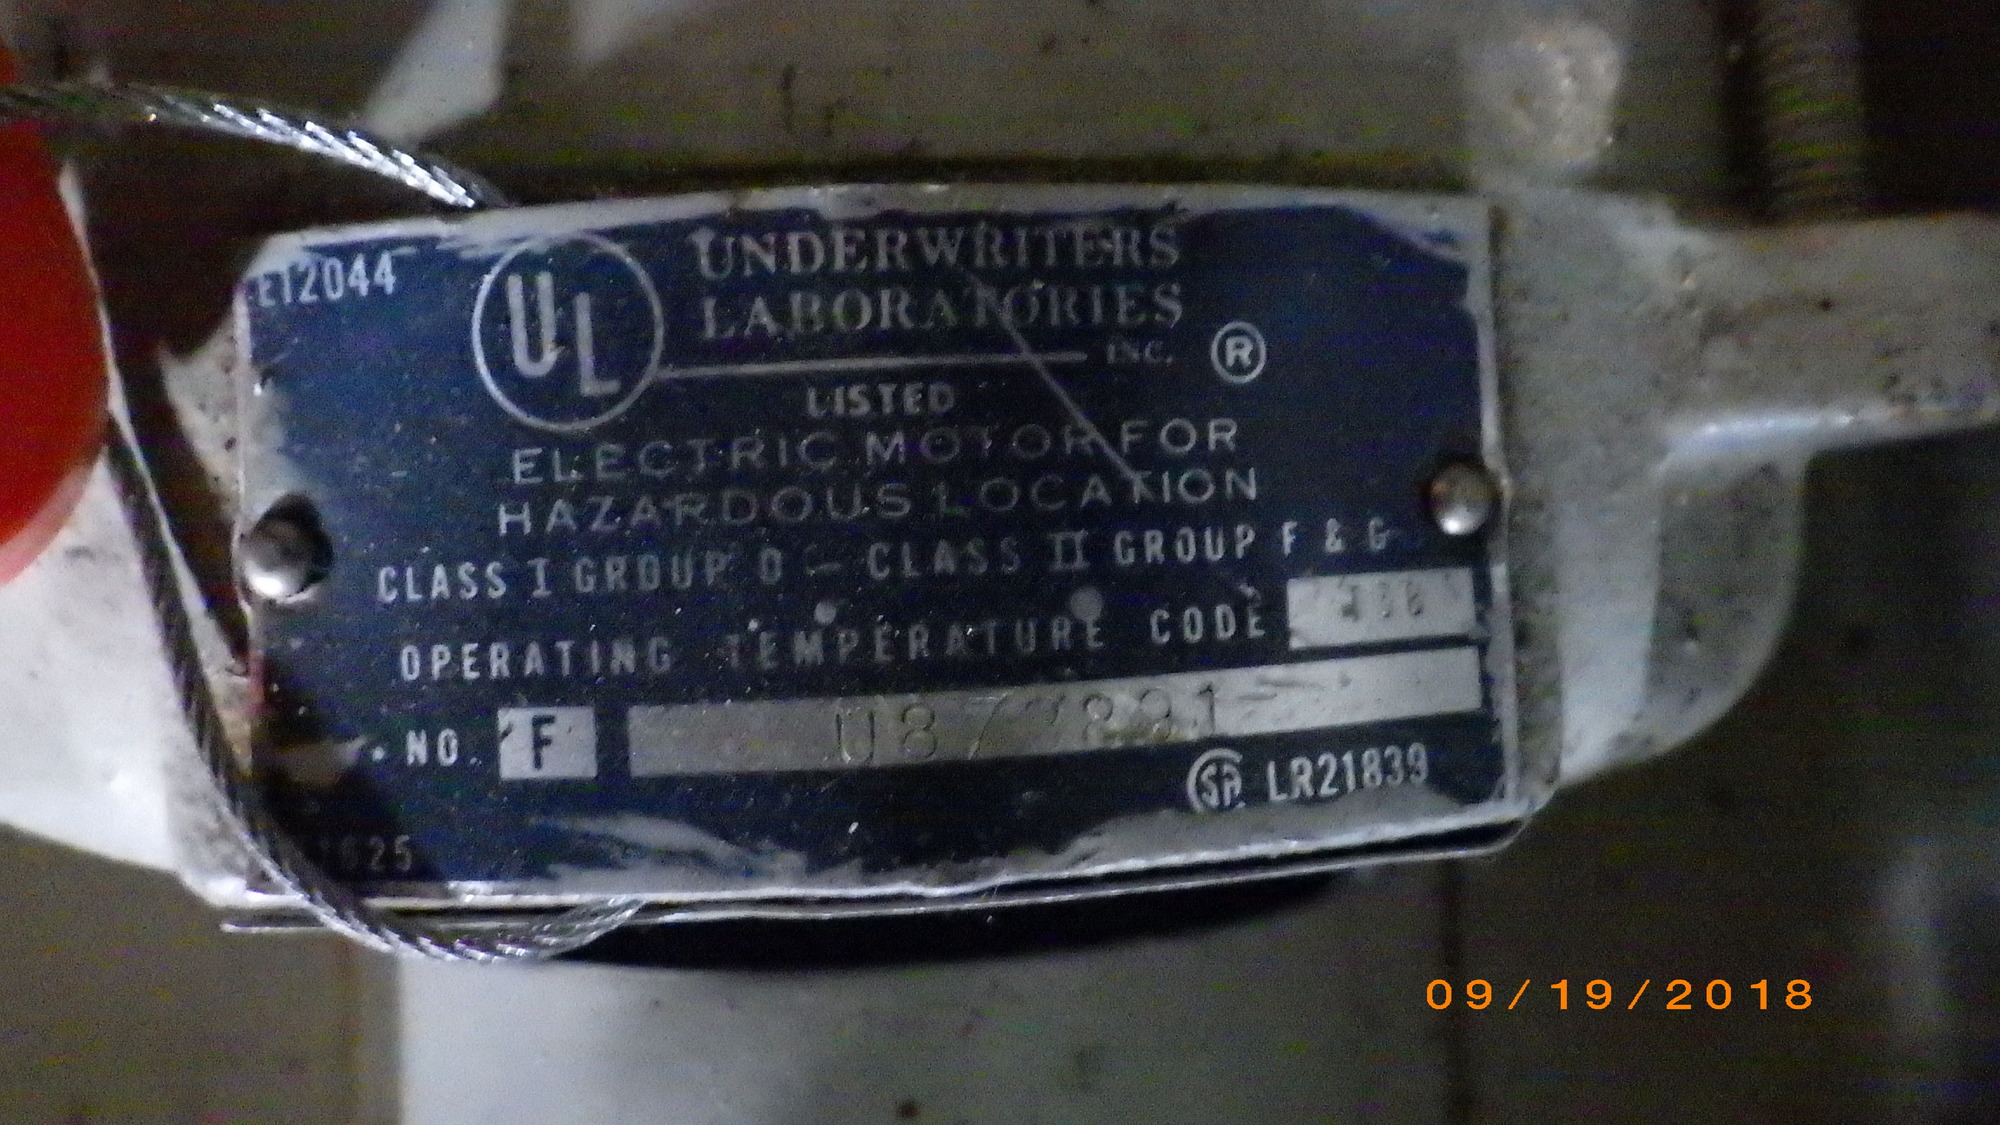 E12044
UL
UNDERWRITERS
LABORATORIES
INC. ®
LISTED
ELECTRIC MOTOR FOR
HAZARDOUS LOCATION
CLASS I GROUP D - CLASS II GROUP F & G
OPERATING TEMPERATURE CODE
NO. F
SA LR21839
09/19/2018